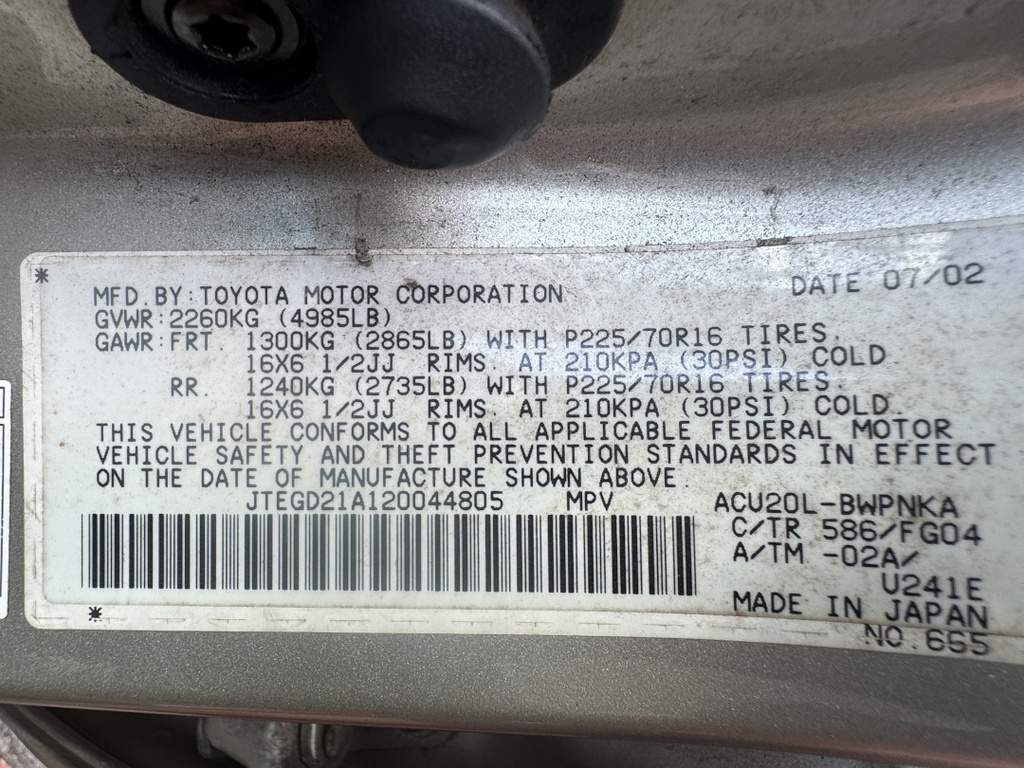 DATE 07/02
MFD.BY:TOYOTA MOTOR CORPORATION
GVWR:2260KG (4985LB)
GAWR:FRT. 1300KG (2865LB) WITH P225/70R16 TIRES,
16X6 1/2JJ RIMS. AT 210KPA (30PSI) COLD
RR. 1240KG (2735LB) WITH P225/70R16 TIRES
16X6 1/2JJ RIMS. AT 210KPA (30PSI) COLD.
THIS VEHICLE CONFORMS TO ALL APPLICABLE FEDERAL MOTOR
VEHICLE SAFETY AND THEFT PREVENTION STANDARDS IN EFFECT
ON THE DATE OF MANUFACTURE SHOWN ABOVE.
JTEGD21A120044805 MPV ACU20L-BWPNKA
C/TR 586/FG04
A/TM -02A/
U241E
MADE IN JAPAN
NO.665